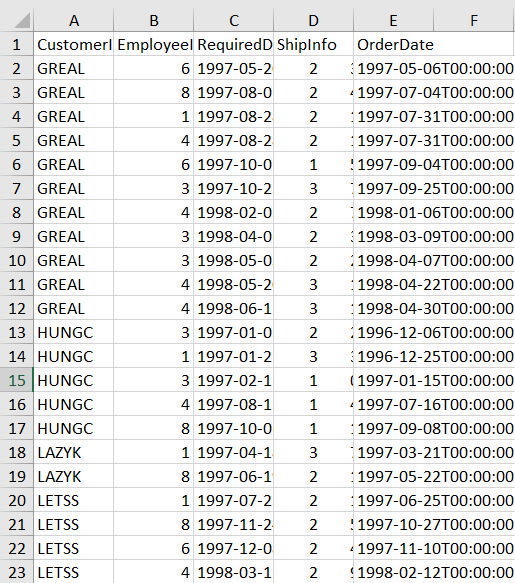 A B C D E F
1 CustomerI EmployeeI RequiredD ShipInfo OrderDate
2 GREAL 6 1997-05-2 2 1997-05-06T00:00:00
3 GREAL 8 1997-08-0 2 1997-07-04T00:00:00
4 GREAL 1 1997-08-2 2 1997-07-31T00:00:00
5 GREAL 4 1997-08-2 2 1997-07-31T00:00:00
6 GREAL 6 1997-10-0 1 1997-09-04T00:00:00
7 GREAL 3 1997-10-2 3 1997-09-25T00:00:00
8 GREAL 4 1998-02-0 2 1998-01-06T00:00:00
9 GREAL 3 1998-04-0 2 1998-03-09T00:00:00
10 GREAL 3 1998-05-0 2 1998-04-07T00:00:00
11 GREAL 4 1998-05-2 3 1998-04-22T00:00:00
12 GREAL 4 1998-06-1 3 1998-04-30T00:00:00
13 HUNGC 3 1997-01-0 2 1996-12-06T00:00:00
14 HUNGC 1 1997-01-2 3 1996-12-25T00:00:00
15 HUNGC 3 1997-02-1 1 1997-01-15T00:00:00
16 HUNGC 4 1997-08-1 1 1997-07-16T00:00:00
17 HUNGC 8 1997-10-0 1 1997-09-08T00:00:00
18 LAZYK 1 1997-04-1 3 1997-03-21T00:00:00
19 LAZYK 8 1997-06-1 2 1997-05-22T00:00:00
20 LETSS 1 1997-07-2 2 1997-06-25T00:00:00
21 LETSS 8 1997-11-2 2 1997-10-27T00:00:00
22 LETSS 6 1997-12-0 2 1997-11-10T00:00:00
23 LETSS 4 1998-03-1 2 1998-02-12T00:00:00